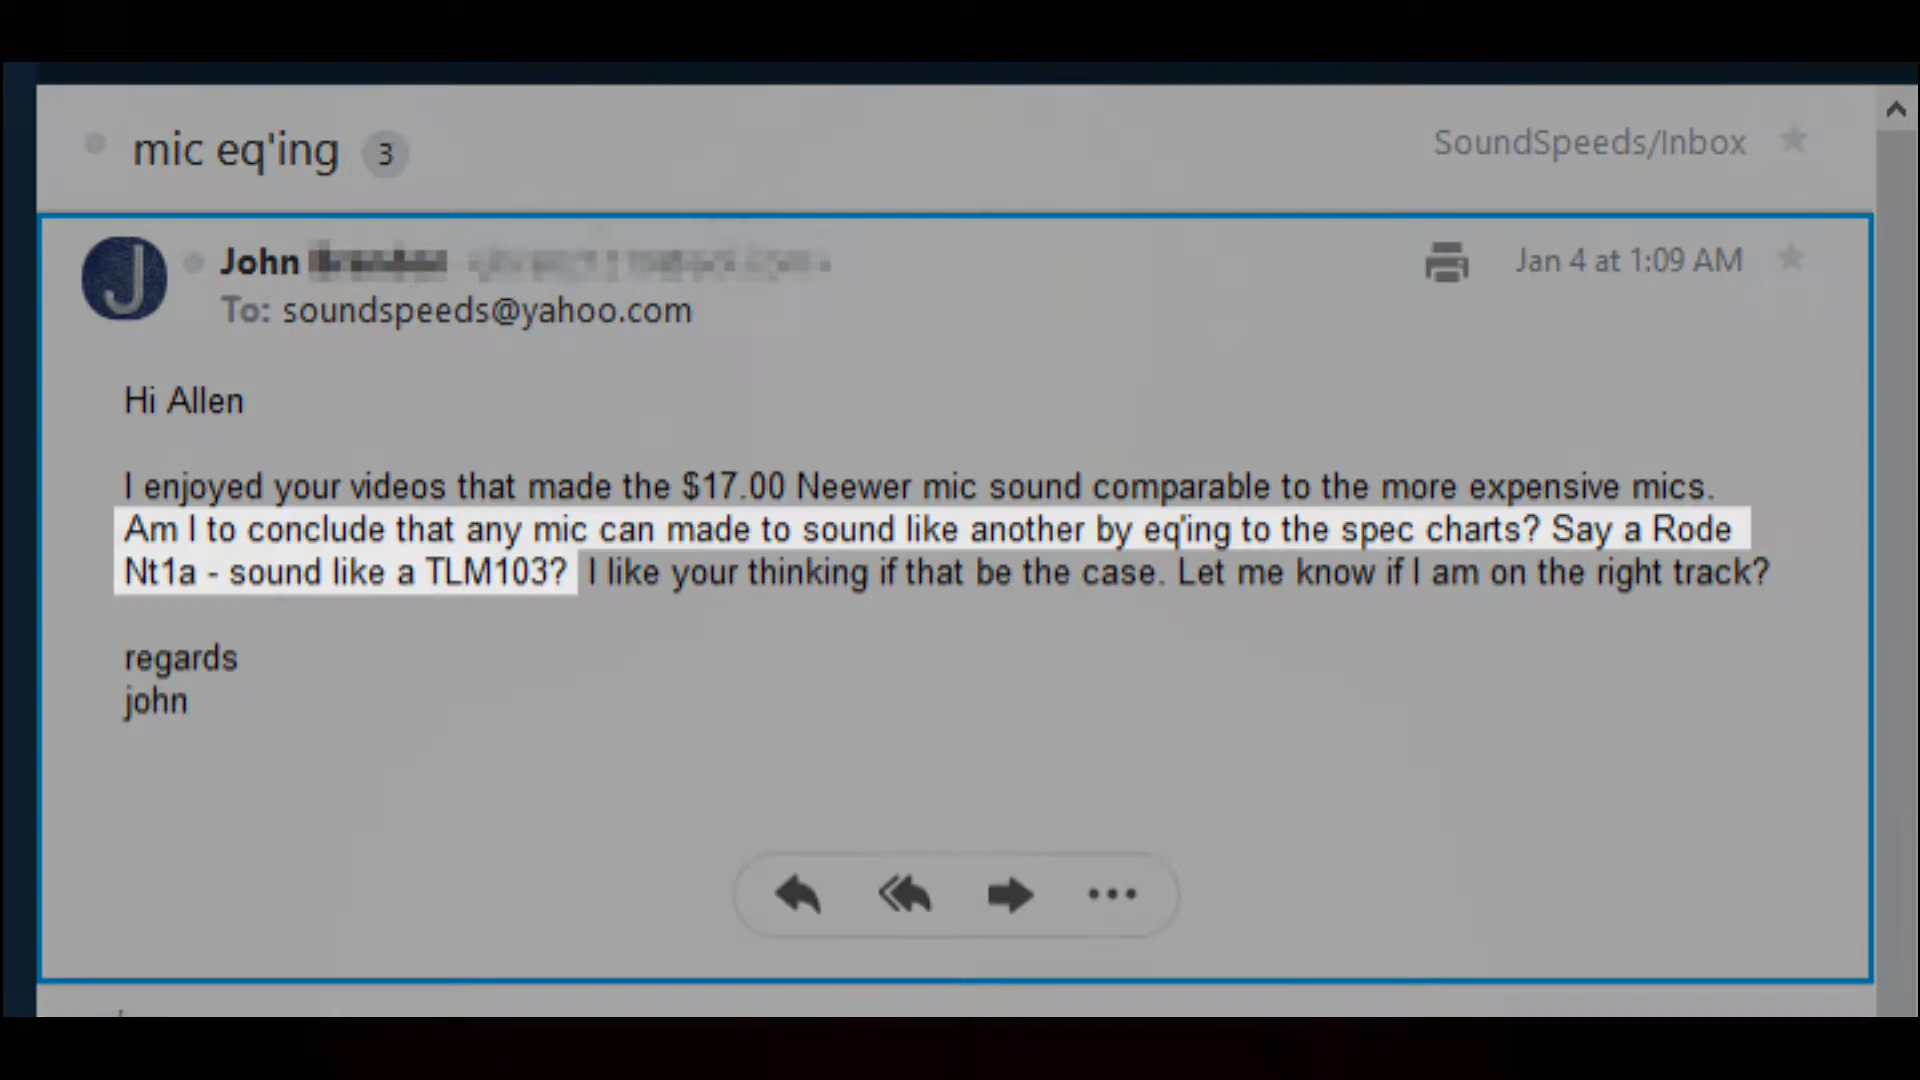 mic eq'ing 3
SoundSpeeds/Inbox
John
Jan 4 at 1:09 AM
To: soundspeeds@yahoo.com
Hi Allen
I enjoyed your videos that made the $17.00 Neewer mic sound comparable to the more expensive mics.
Am I to conclude that any mic can made to sound like another by eq'ing to the spec charts? Say a Rode
Nt1a - sound like a TLM103? I like your thinking if that be the case. Let me know if I am on the right track?
regards
john